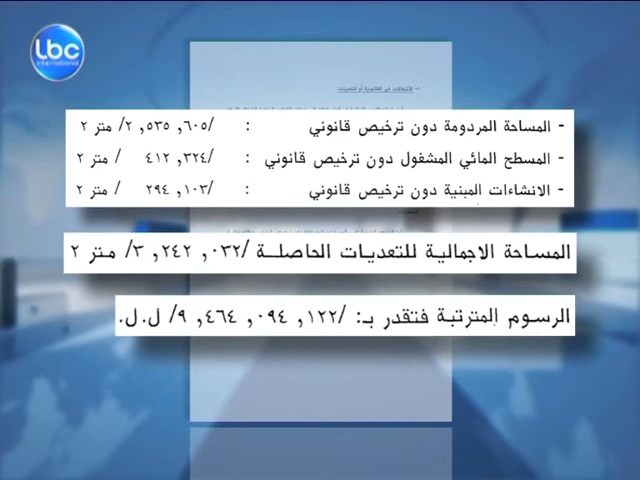 LBC
international
- المساحة المردومة دون ترخيص قانوني : /٢,٥٣٥,٦٠٥/ متر ٢
- المسطح المائي المشغول دون ترخيص قانوني : /٤١٢,٣٢٤ / متر ٢
- الانشاءات المبنية دون ترخيص قانوني : /٢٩٤,١٠٣ / متر ٢
المساحة الاجمالية للتعديات الحاصلة /٣,٢٤٢,٠٣٢/ متر ٢
الرسوم المترتبة فتقدر بـ: /٩,٤٦٤,٠٩٤,١٢٢/ ل.ل.